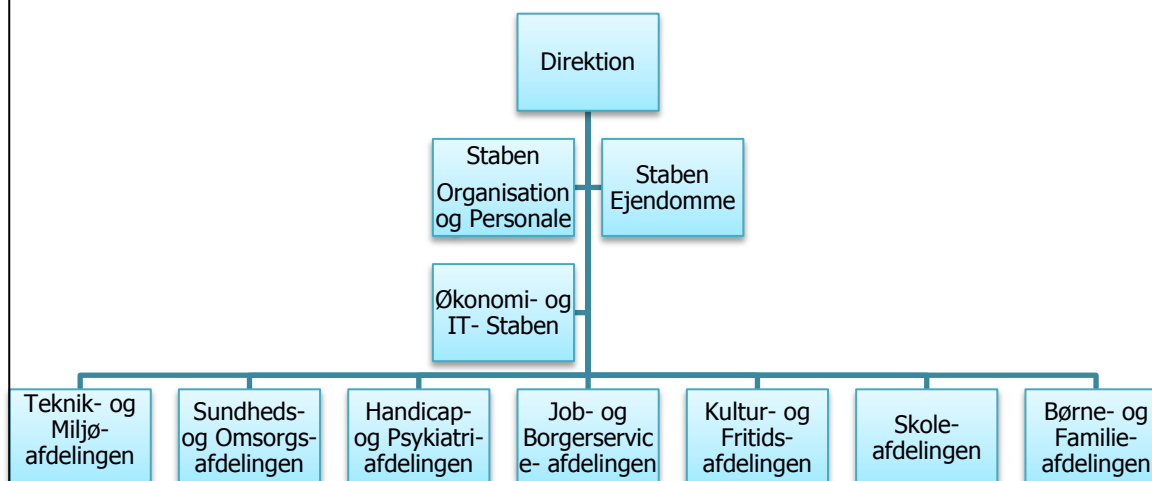 Direktion
Staben
Organisation
og Personale
Staben
Ejendomme
Økonomi- og
IT- Staben
Teknik- og
Miljø-
afdelingen
Sundheds-
og Omsorgs-
afdelingen
Handicap-
og Psykiatri-
afdelingen
Job- og
Borgerservic
e- afdelingen
Kultur- og
Fritids-
afdelingen
Skole-
afdelingen
Børne- og
Familie-
afdelingen